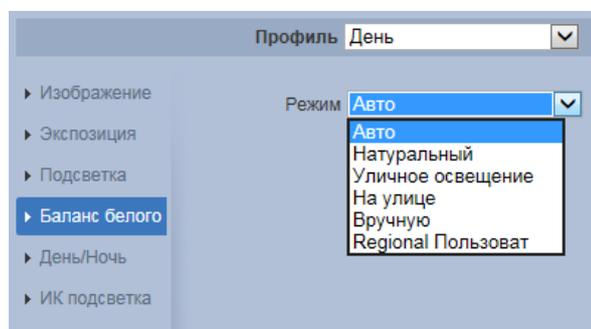 Профиль День
Изображение
Режим Авто
Авто
Экспозиция
Натуральный
Подсветка
Уличное освещение
На улице
Баланс белого
Вручную
Regional Пользоват
День/Ночь
ИК подсветка